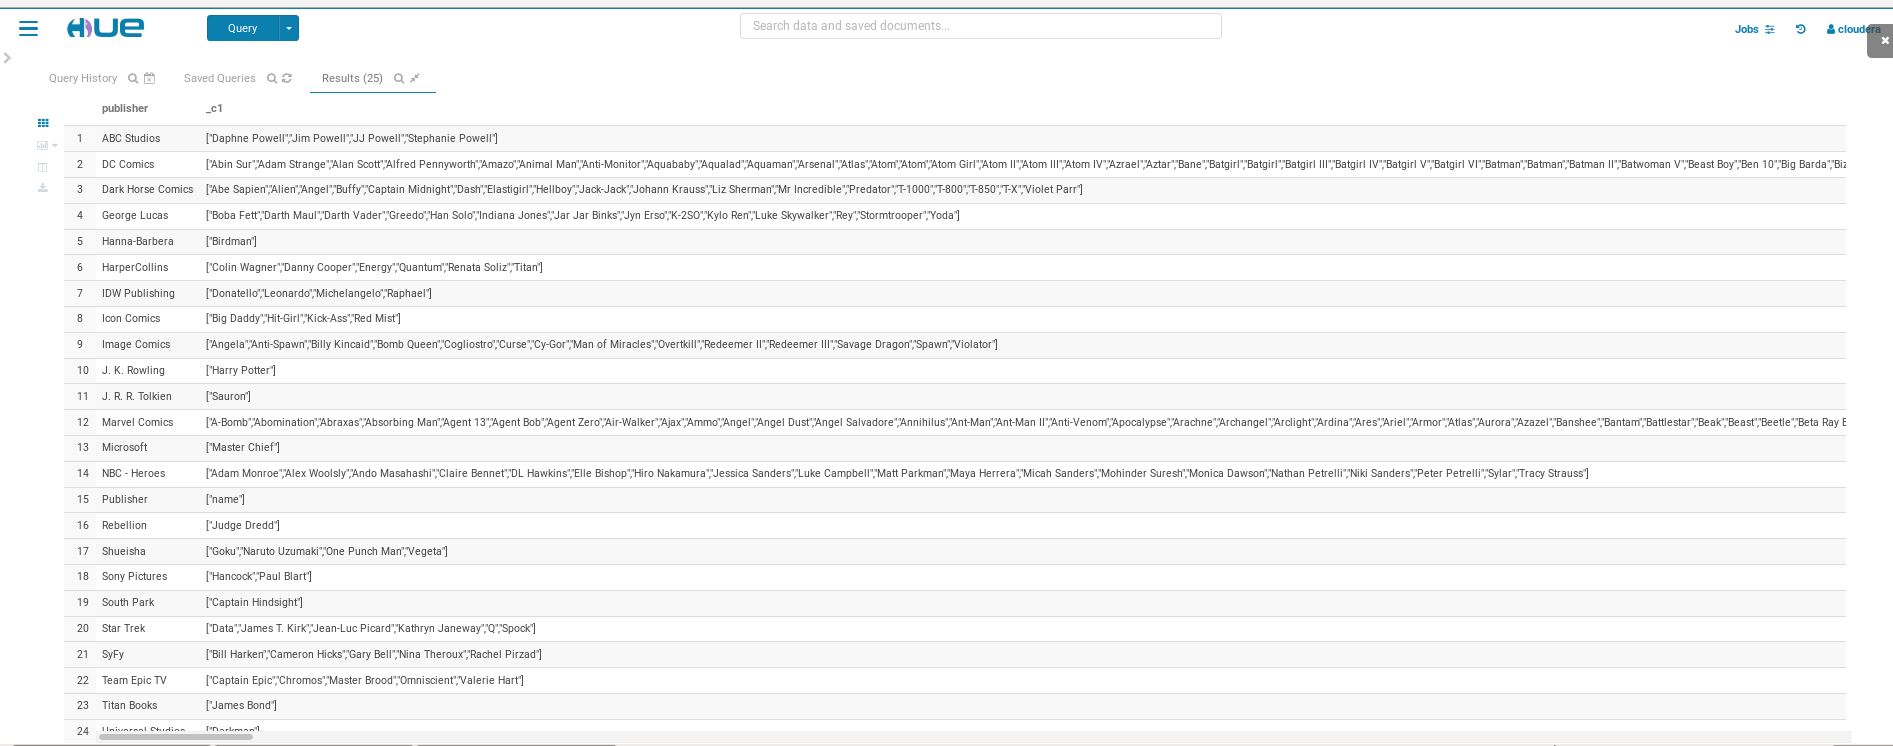 HUE Query Search data and saved documents... Jobs cloudera
Query History Saved Queries Results (25)
publisher _c1
1 ABC Studios ["Daphne Powell","Jim Powell","JJ Powell","Stephanie Powell"]
2 DC Comics ["Abin Sur","Adam Strange","Alan Scott","Alfred Pennyworth","Amazo","Animal Man","Anti-Monitor","Aquababy","Aqualad","Aquaman","Arsenal","Atlas","Atom","Atom","Atom Girl","Atom II","Atom III","Atom IV","Azrael","Aztar","Bane","Batgirl","Batgirl","Batgirl III","Batgirl IV","Batgirl V","Batgirl VI","Batman","Batman","Batman II","Batwoman V","Beast Boy","Ben 10","Big Barda","Biz
3 Dark Horse Comics ["Abe Sapien","Alien","Angel","Buffy","Captain Midnight","Dash","Elastigirl","Hellboy","Jack-Jack","Johann Krauss","Liz Sherman","Mr Incredible","Predator","T-1000","T-800","T-850","T-X","Violet Parr"]
4 George Lucas ["Boba Fett","Darth Maul","Darth Vader","Greedo","Han Solo","Indiana Jones","Jar Jar Binks","Jyn Erso","K-2SO","Kylo Ren","Luke Skywalker","Rey","Stormtrooper","Yoda"]
5 Hanna-Barbera ["Birdman"]
6 HarperCollins ["Colin Wagner","Danny Cooper","Energy","Quantum","Renata Soliz","Titan"]
7 IDW Publishing ["Donatello","Leonardo","Michelangelo","Raphael"]
8 Icon Comics ["Big Daddy","Hit-Girl","Kick-Ass","Red Mist"]
9 Image Comics ["Angela","Anti-Spawn","Billy Kincaid","Bomb Queen","Cogliostro","Curse","Cy-Gor","Man of Miracles","Overtkill","Redeemer II","Redeemer III","Savage Dragon","Spawn","Violator"]
10 J. K. Rowling ["Harry Potter"]
11 J. R. R. Tolkien ["Sauron"]
12 Marvel Comics ["A-Bomb","Abomination","Abraxas","Absorbing Man","Agent 13","Agent Bob","Agent Zero","Air-Walker","Ajax","Ammo","Angel","Angel Dust","Angel Salvadore","Annihilus","Ant-Man","Ant-Man II","Anti-Venom","Apocalypse","Arachne","Archangel","Arclight","Ardina","Ares","Ariel","Armor","Atlas","Aurora","Azazel","Banshee","Bantam","Battlestar","Beak","Beast","Beetle","Beta Ray B
13 Microsoft ["Master Chief"]
14 NBC - Heroes ["Adam Monroe","Alex Woolsly","Ando Masahashi","Claire Bennet","DL Hawkins","Elle Bishop","Hiro Nakamura","Jessica Sanders","Luke Campbell","Matt Parkman","Maya Herrera","Micah Sanders","Mohinder Suresh","Monica Dawson","Nathan Petrelli","Niki Sanders","Peter Petrelli","Sylar","Tracy Strauss"]
15 Publisher ["name"]
16 Rebellion ["Judge Dredd"]
17 Shueisha ["Goku","Naruto Uzumaki","One Punch Man","Vegeta"]
18 Sony Pictures ["Hancock","Paul Blart"]
19 South Park ["Captain Hindsight"]
20 Star Trek ["Data","James T. Kirk","Jean-Luc Picard","Kathryn Janeway","Q","Spock"]
21 SyFy ["Bill Harken","Cameron Hicks","Gary Bell","Nina Theroux","Rachel Pirzad"]
22 Team Epic TV ["Captain Epic","Chromos","Master Brood","Omniscient","Valerie Hart"]
23 Titan Books ["James Bond"]
24 Universal Studios ["Darkman"]